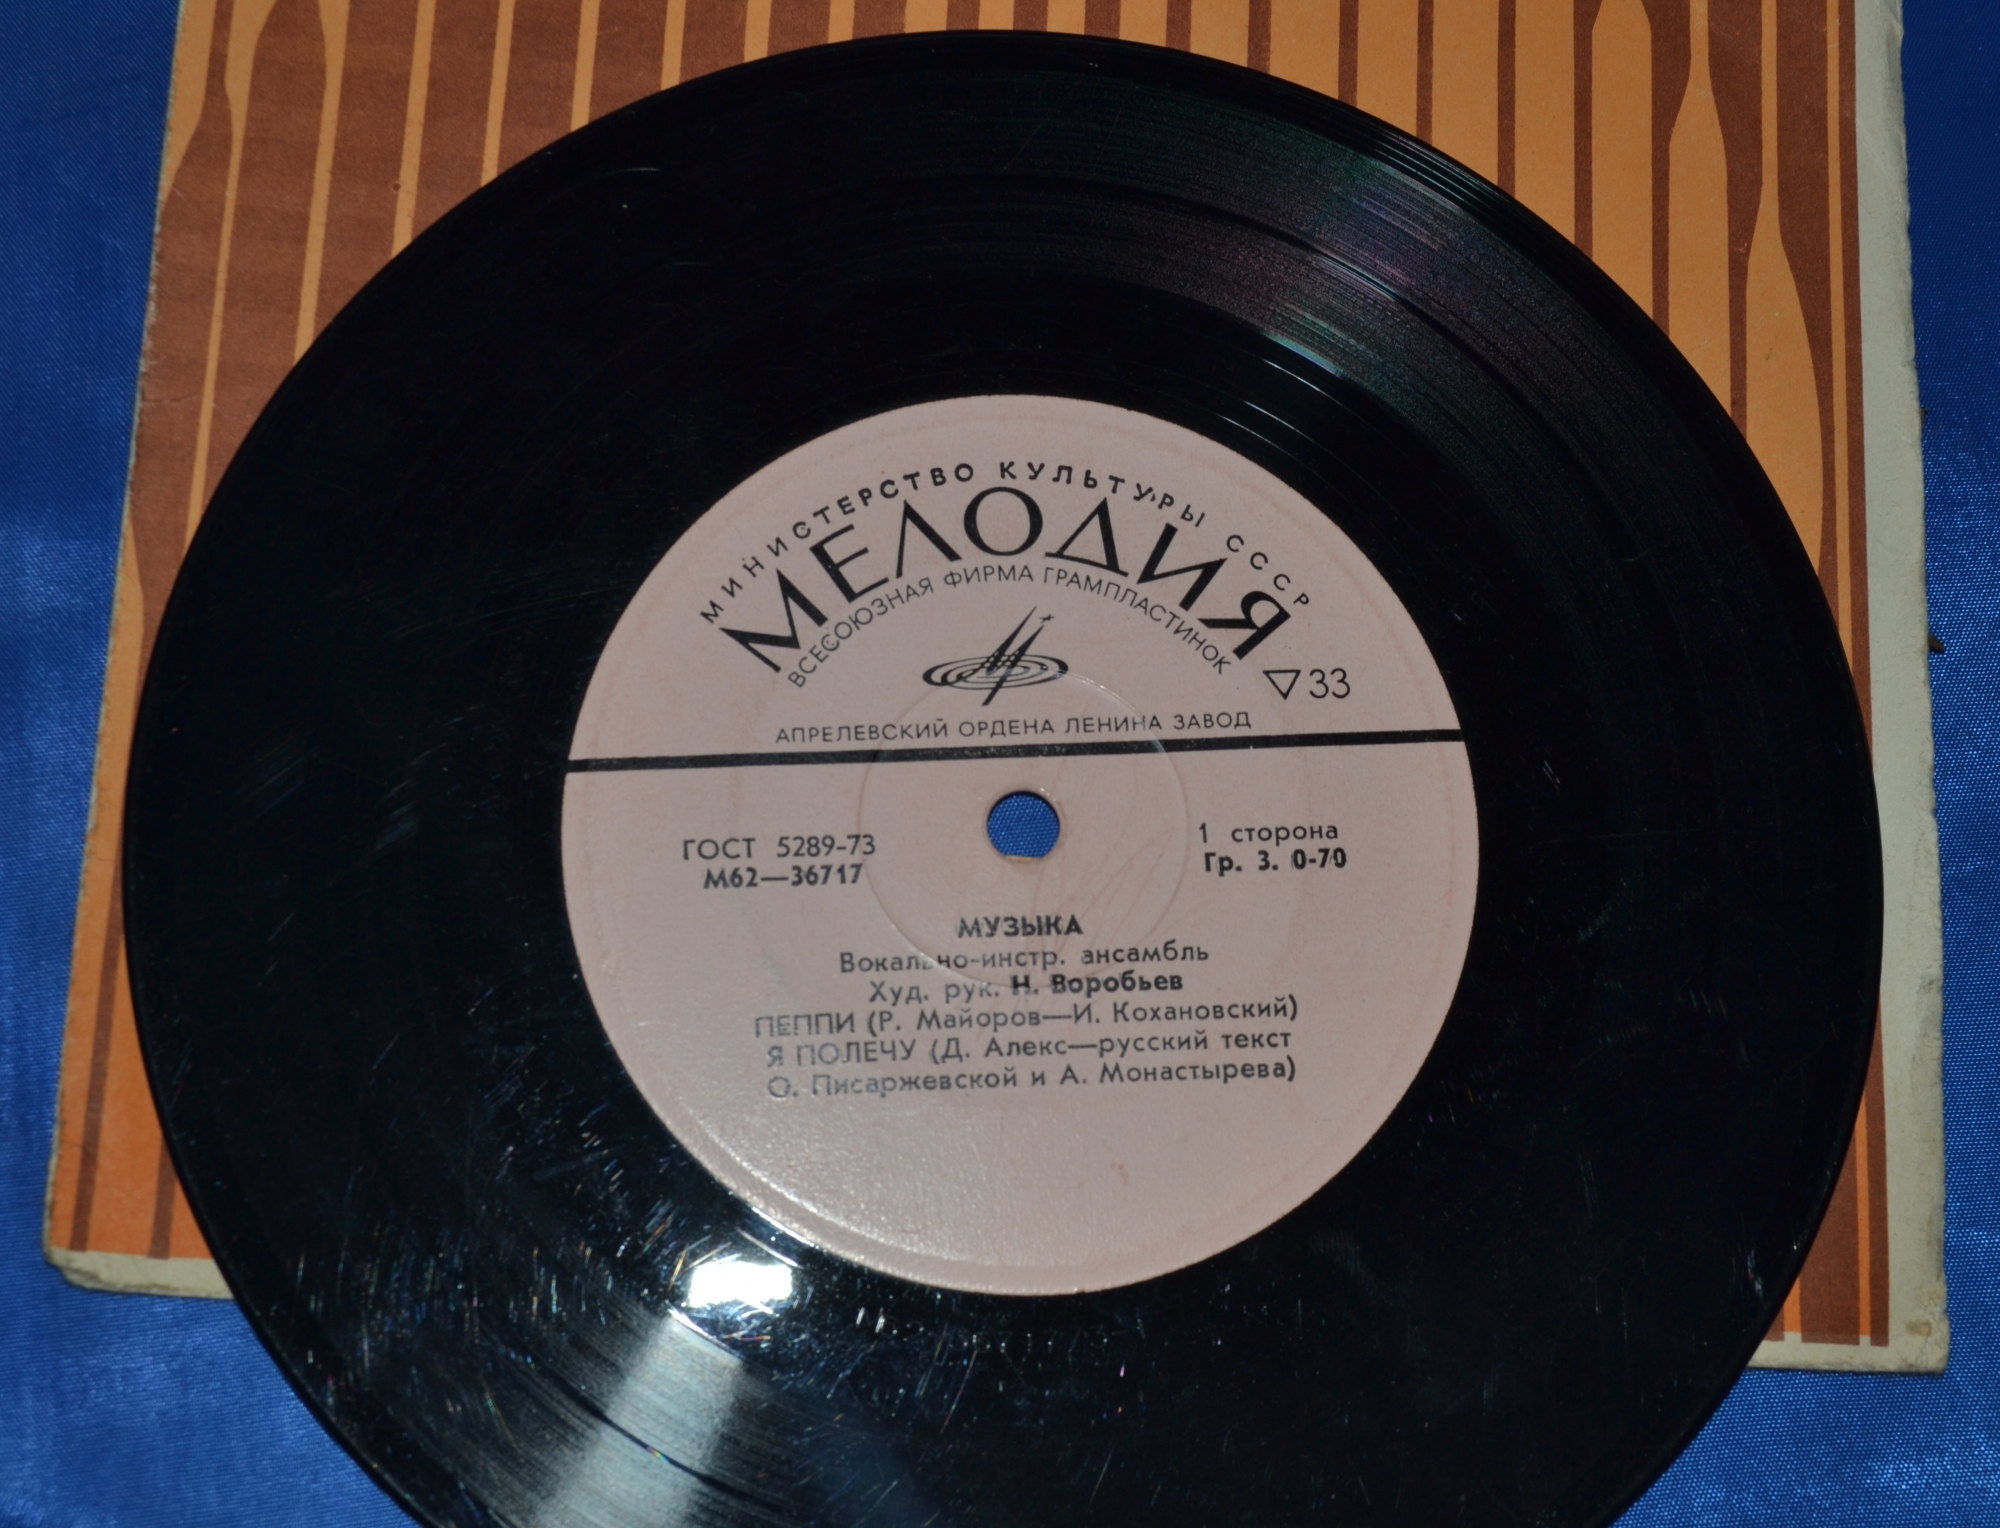 МИНИСТЕРСТВО КУЛЬТУРЫ СССР
МЕЛОДИЯ
ВСЕСОЮЗНАЯ ФИРМА ГРАМПЛАСТИНОК
▽33
АПРЕЛЕВСКИЙ ОРДЕНА ЛЕНИНА ЗАВОД
ГОСТ 5289-73
М62—36717
1 сторона
Гр. 3. 0-70
МУЗЫКА
Вокально-инстр. ансамбль
Худ. рук. Н. Воробьев
ПЕППИ (Р. Майоров—И. Кохановский)
Я ПОЛЕЧУ (Д. Алекс—русский текст
О. Писаржевской и А. Монастырева)